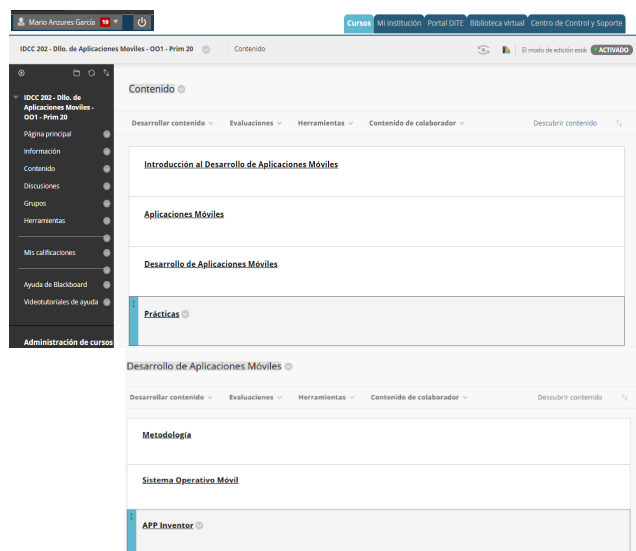 Mario Anzures García 10
Cursos Mi institución Portal DITE Biblioteca virtual Centro de Control y Soporte
IDCC 202 - Dllo. de Aplicaciones Moviles - OO1 - Prim 20 Contenido El modo de edición está: ACTIVADO
IDCC 202 - Dllo. de
Aplicaciones Moviles -
OO1 - Prim 20
Página principal
Información
Contenido
Discusiones
Grupos
Herramientas
Mis calificaciones
Ayuda de Blackboard
Videotutoriales de ayuda
Administración de cursos
Contenido
Desarrollar contenido Evaluaciones Herramientas Contenido de colaborador Descubrir contenido
Introducción al Desarrollo de Aplicaciones Móviles
Aplicaciones Móviles
Desarrollo de Aplicaciones Móviles
Prácticas
Desarrollo de Aplicaciones Móviles
Desarrollar contenido Evaluaciones Herramientas Contenido de colaborador Descubrir contenido
Metodología
Sistema Operativo Móvil
APP Inventor